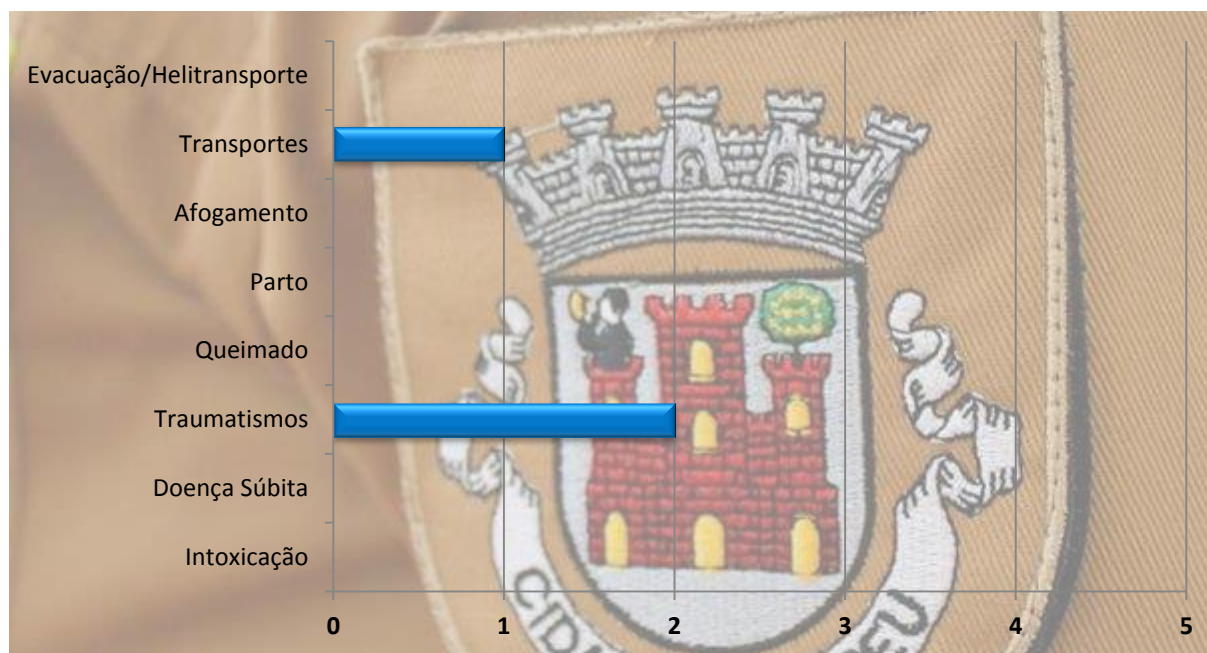 Evacuação/Helitransporte
Transportes
Afogamento
Parto
Queimado
Traumatismos
Doença Súbita
Intoxicação
0 1 2 3 4 5